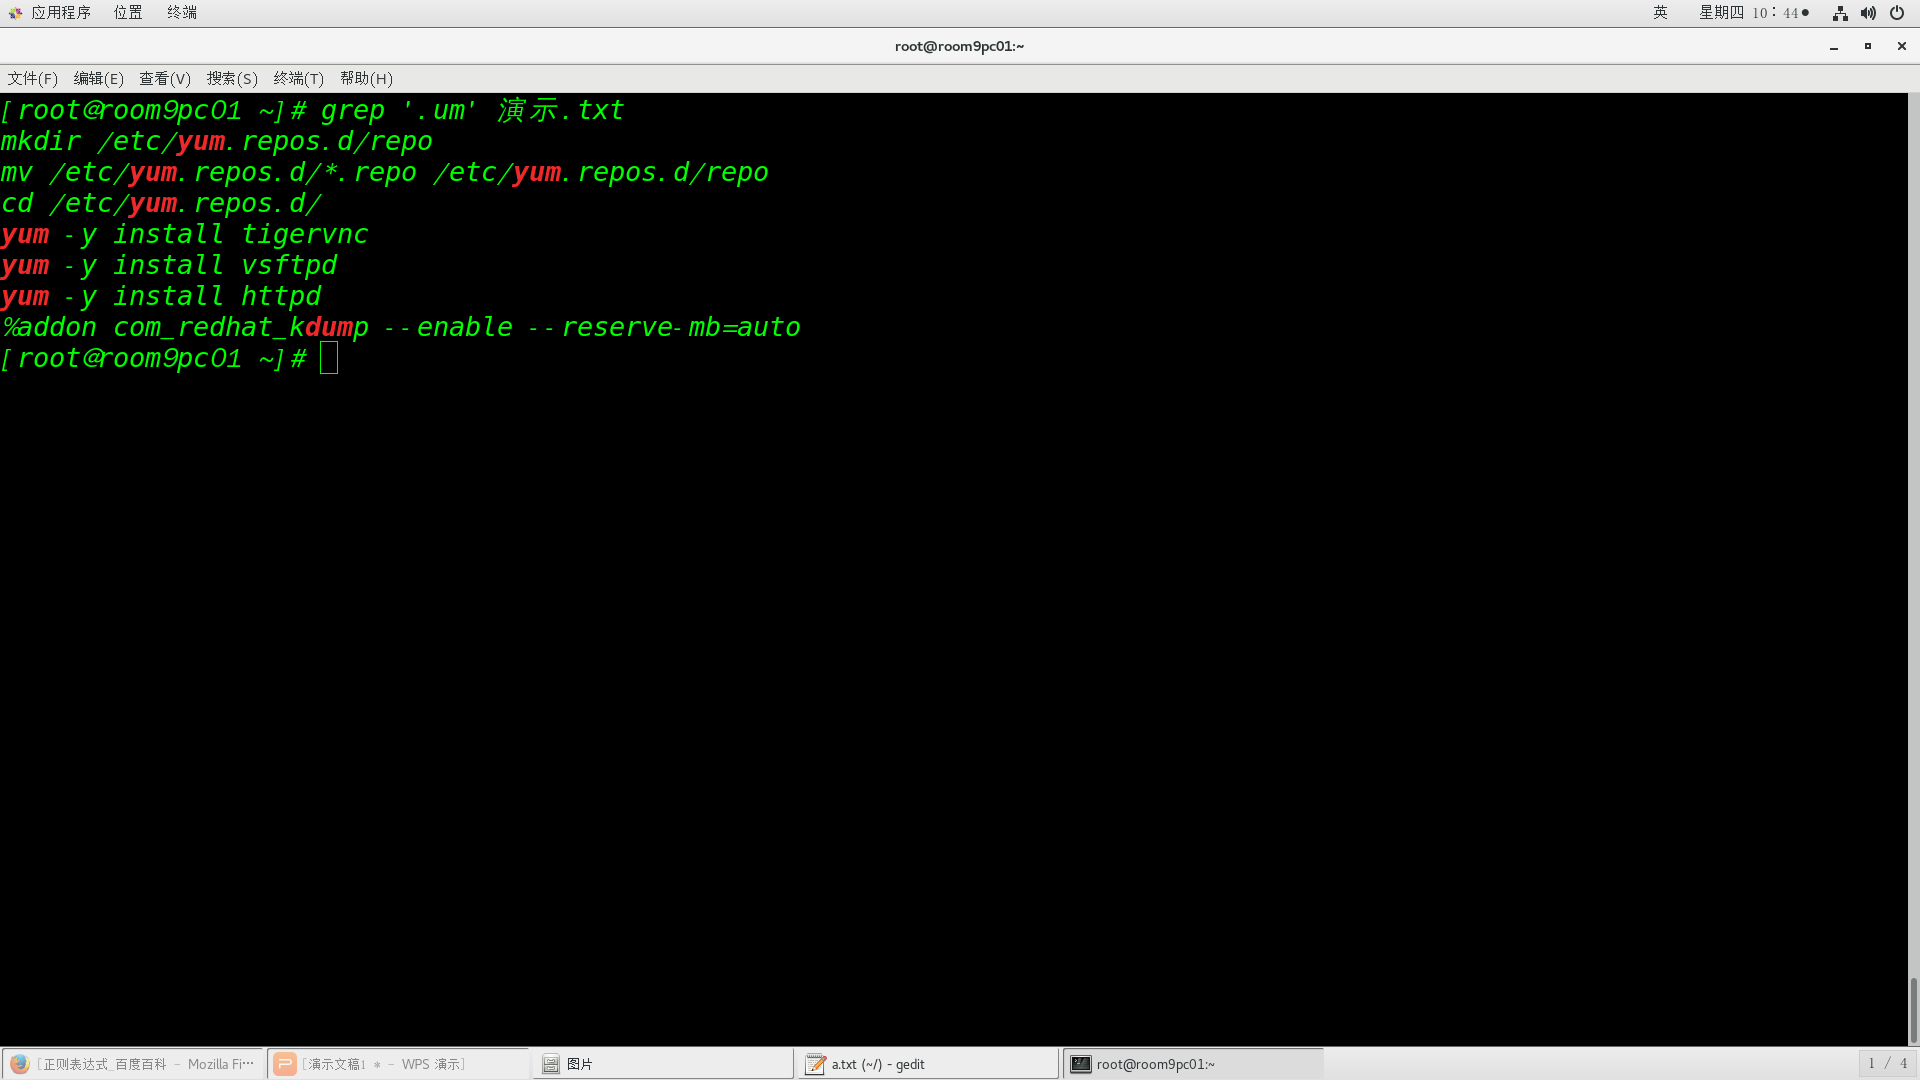 应用程序 位置 终端 英 星期四 10：44●
root@room9pc01:~
文件(F) 编辑(E) 查看(V) 搜索(S) 终端(T) 帮助(H)
[root@room9pc01 ~]# grep '.um' 演示.txt
mkdir /etc/yum.repos.d/repo
mv /etc/yum.repos.d/*.repo /etc/yum.repos.d/repo
cd /etc/yum.repos.d/
yum -y install tigervnc
yum -y install vsftpd
yum -y install httpd
%addon com_redhat_kdump --enable --reserve-mb=auto
[root@room9pc01 ~]#
[正则表达式_百度百科 - Mozilla Fi··· [演示文稿1 * - WPS 演示] 图片 a.txt (~/) - gedit root@room9pc01:~ 1 / 4